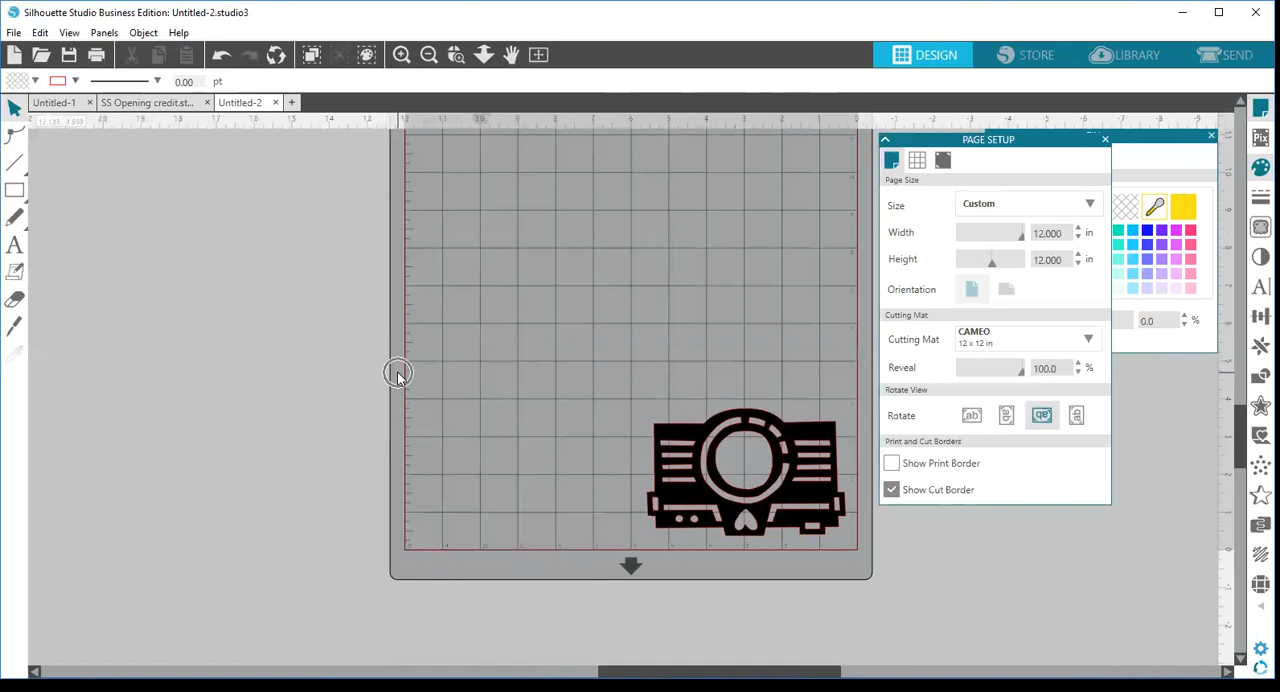 Silhouette Studio Business Edition: Untitled-2.studio3
File Edit View Panels Object Help
DESIGN STORE LIBRARY SEND
0.00 pt
Untitled-1 SS Opening credit.st... Untitled-2
PAGE SETUP
Pix
Page Size
Size Custom
Width 12.000 in
Height 12.000 in
Orientation
0.0 %
Cutting Mat
Cutting Mat CAMEO
12 x 12 in
Reveal 100.0 %
Rotate View
Rotate
Print and Cut Borders
Show Print Border
Show Cut Border